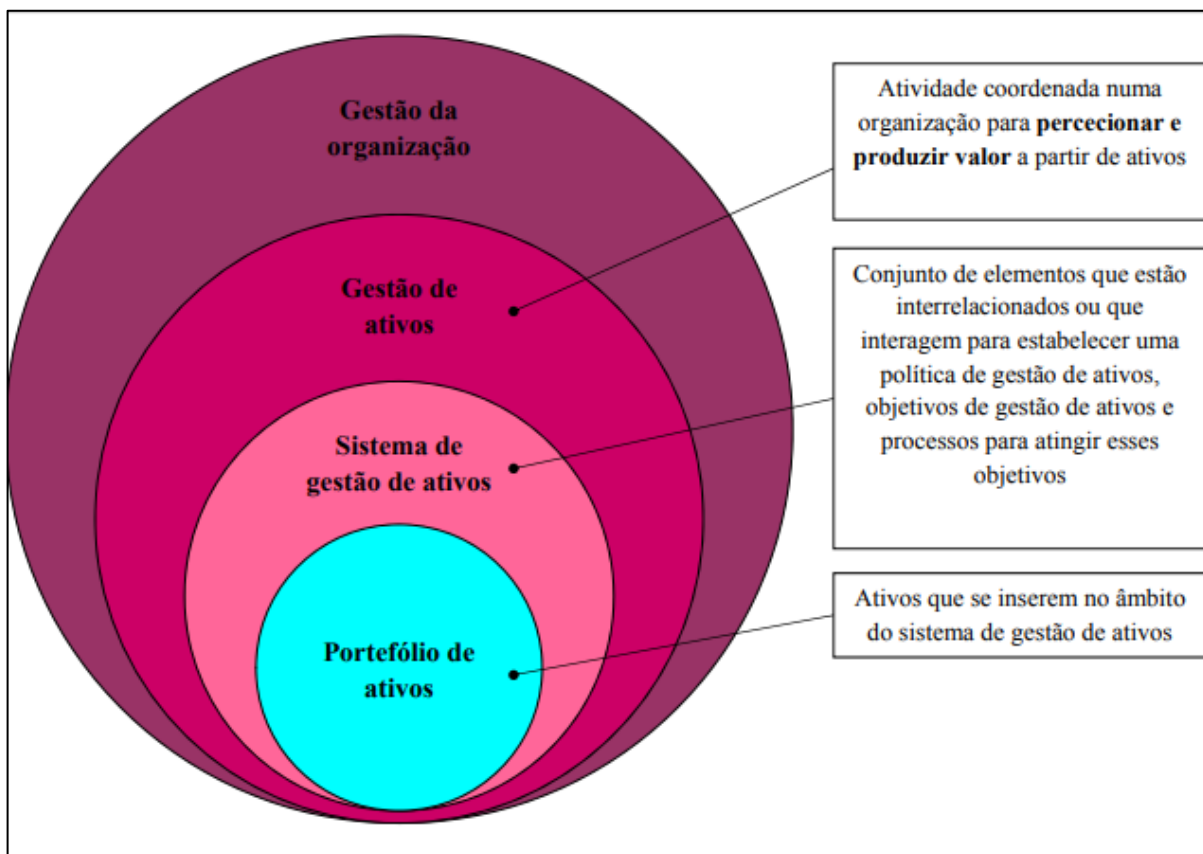 Gestão da
organização
Gestão de
ativos
Sistema de
gestão de ativos
Portefólio de
ativos
Atividade coordenada numa
organização para percecionar e
produzir valor a partir de ativos
Conjunto de elementos que estão
interrelacionados ou que
interagem para estabelecer uma
política de gestão de ativos,
objetivos de gestão de ativos e
processos para atingir esses
objetivos
Ativos que se inserem no âmbito
do sistema de gestão de ativos